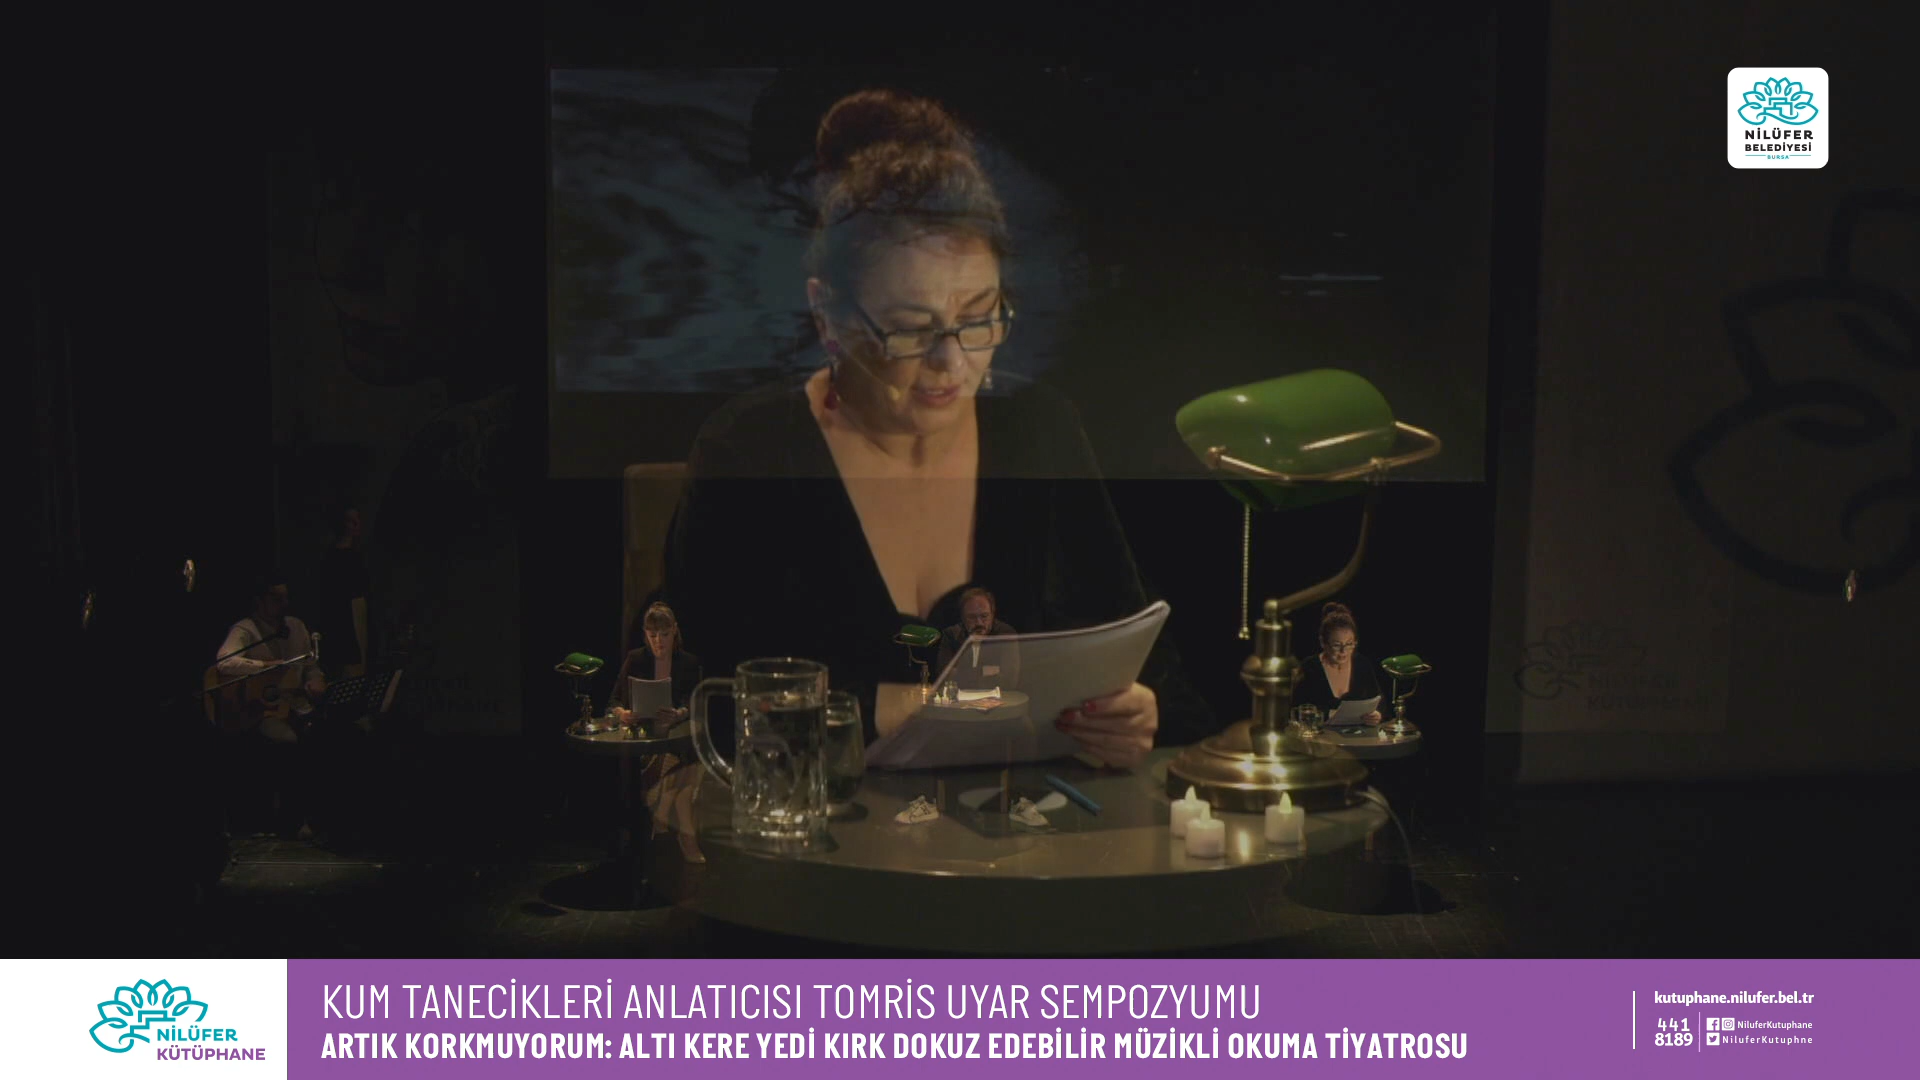 NİLÜFER
BELEDİYESİ
BURSA
NİLÜFER
KÜTÜPHANE
KUM TANECİKLERİ ANLATICISI TOMRİS UYAR SEMPOZYUMU
ARTIK KORKMUYORUM: ALTI KERE YEDİ KIRK DOKUZ EDEBİLİR MÜZİKLİ OKUMA TİYATROSU
kutuphane.nilufer.bel.tr
441
8189
NiluferKutuphane
NiluferKutuphne